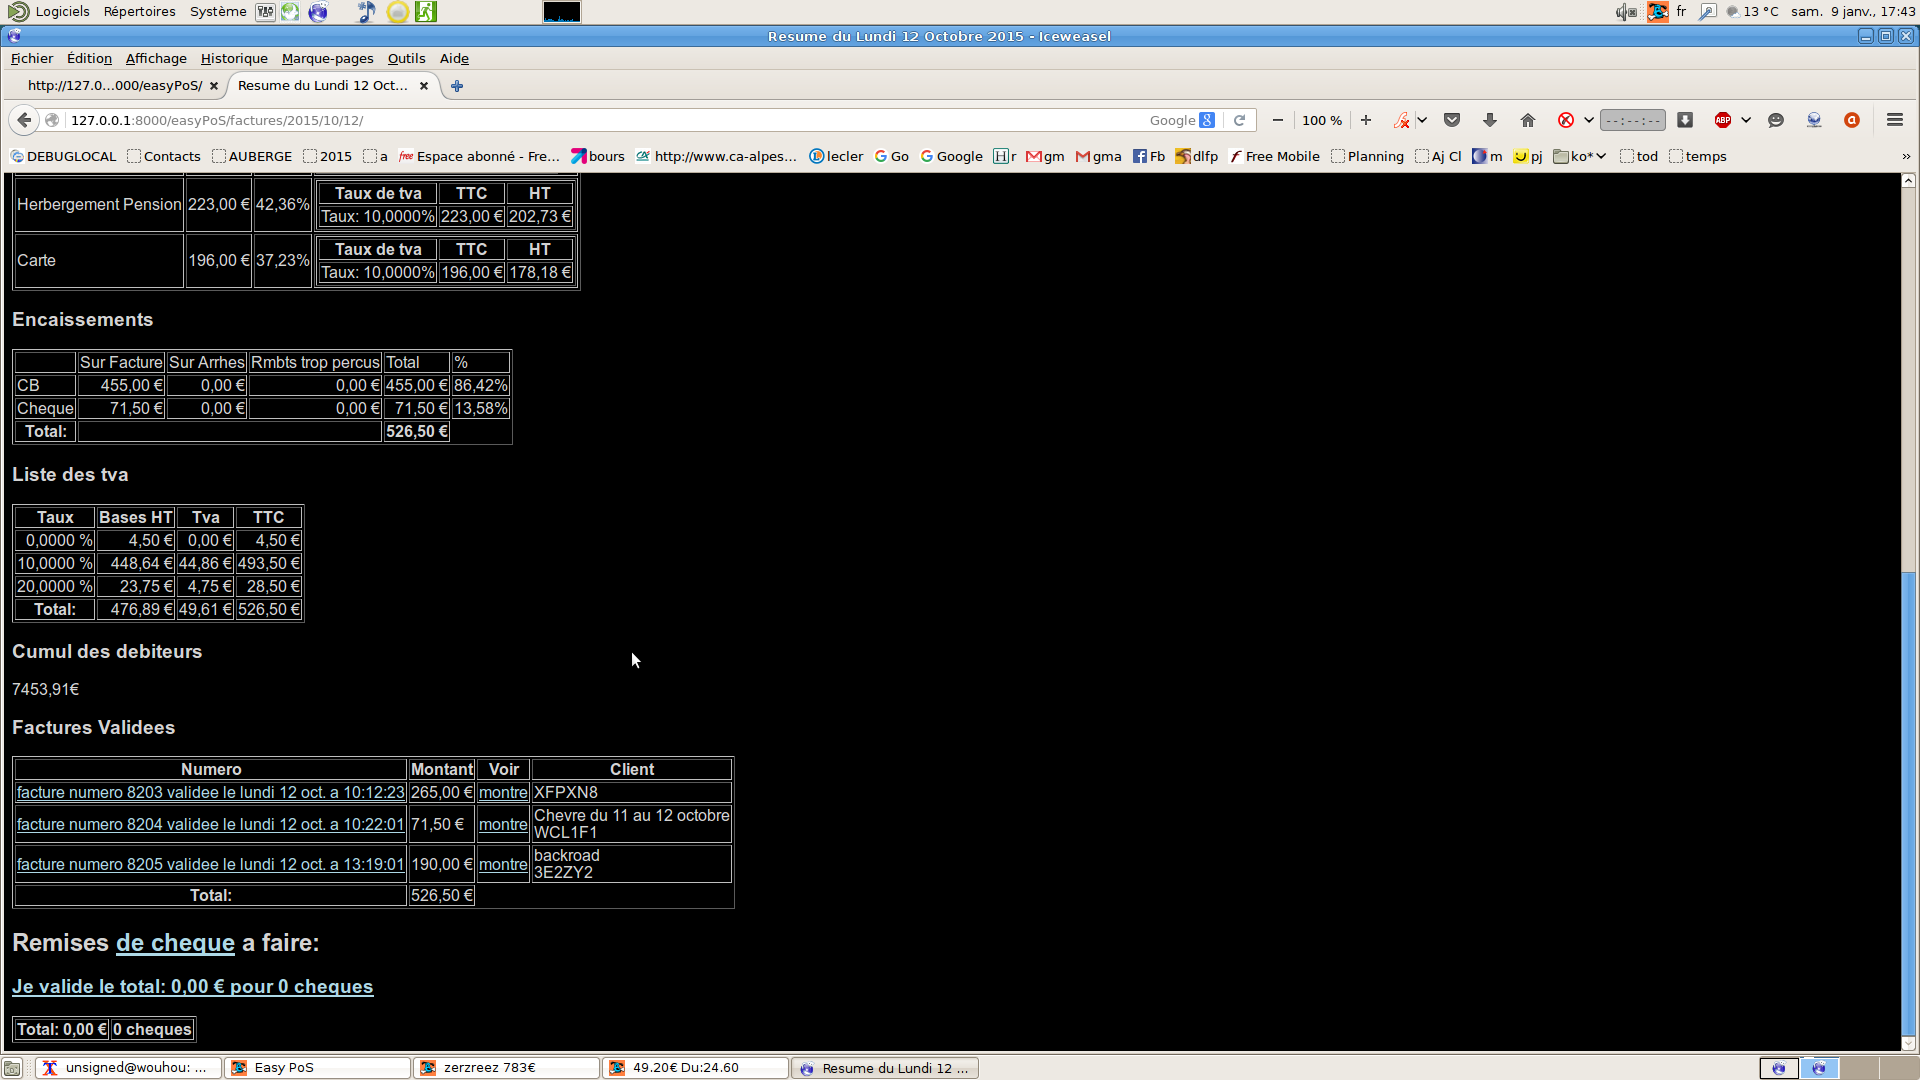 Logiciels Répertoires Système fr 13 °C sam. 9 janv., 17:43
Resume du Lundi 12 Octobre 2015 - Iceweasel
Fichier Édition Affichage Historique Marque-pages Outils Aide
http://127.0...000/easyPoS/ Resume du Lundi 12 Oct...
127.0.0.1:8000/easyPoS/factures/2015/10/12/ Google 8 100 % --:--:-- ABP a
DEBUGLOCAL Contacts AUBERGE 2015 a free Espace abonné - Fre... bours http://www.ca-alpes... lecler Go Google H r gm gma Fb dlfp Free Mobile Planning Aj Cl m pj ko* tod temps »
Taux de tva TTC HT
Herbergement Pension 223,00 € 42,36%
Taux: 10,0000% 223,00 € 202,73 €
Taux de tva TTC HT
Carte 196,00 € 37,23%
Taux: 10,0000% 196,00 € 178,18 €
Encaissements
Sur Facture Sur Arrhes Rmbts trop percus Total %
CB 455,00 € 0,00 € 0,00 € 455,00 € 86,42%
Cheque 71,50 € 0,00 € 0,00 € 71,50 € 13,58%
Total: 526,50 €
Liste des tva
Taux Bases HT Tva TTC
0,0000 % 4,50 € 0,00 € 4,50 €
10,0000 % 448,64 € 44,86 € 493,50 €
20,0000 % 23,75 € 4,75 € 28,50 €
Total: 476,89 € 49,61 € 526,50 €
Cumul des debiteurs
7453,91€
Factures Validees
Numero Montant Voir Client
facture numero 8203 validee le lundi 12 oct. a 10:12:23 265,00 € montre XFPXN8
facture numero 8204 validee le lundi 12 oct. a 10:22:01 71,50 € montre Chevre du 11 au 12 octobre
WCL1F1
facture numero 8205 validee le lundi 12 oct. a 13:19:01 190,00 € montre backroad
3E2ZY2
Total: 526,50 €
Remises de cheque a faire:
Je valide le total: 0,00 € pour 0 cheques
Total: 0,00 € 0 cheques
unsigned@wouhou: ... Easy PoS zerzreez 783€ 49.20€ Du:24.60 Resume du Lundi 12 ...